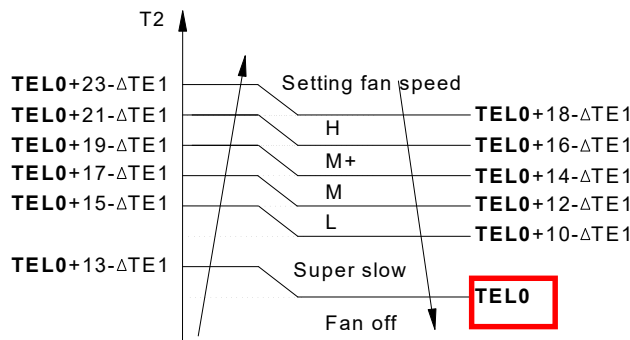 T2
TEL0+23-ΔTE1
Setting fan speed
TEL0+18-ΔTE1
TEL0+21-ΔTE1
H
TEL0+16-ΔTE1
TEL0+19-ΔTE1
M+
TEL0+14-ΔTE1
TEL0+17-ΔTE1
M
TEL0+12-ΔTE1
TEL0+15-ΔTE1
L
TEL0+10-ΔTE1
TEL0+13-ΔTE1
Super slow
TEL0
Fan off